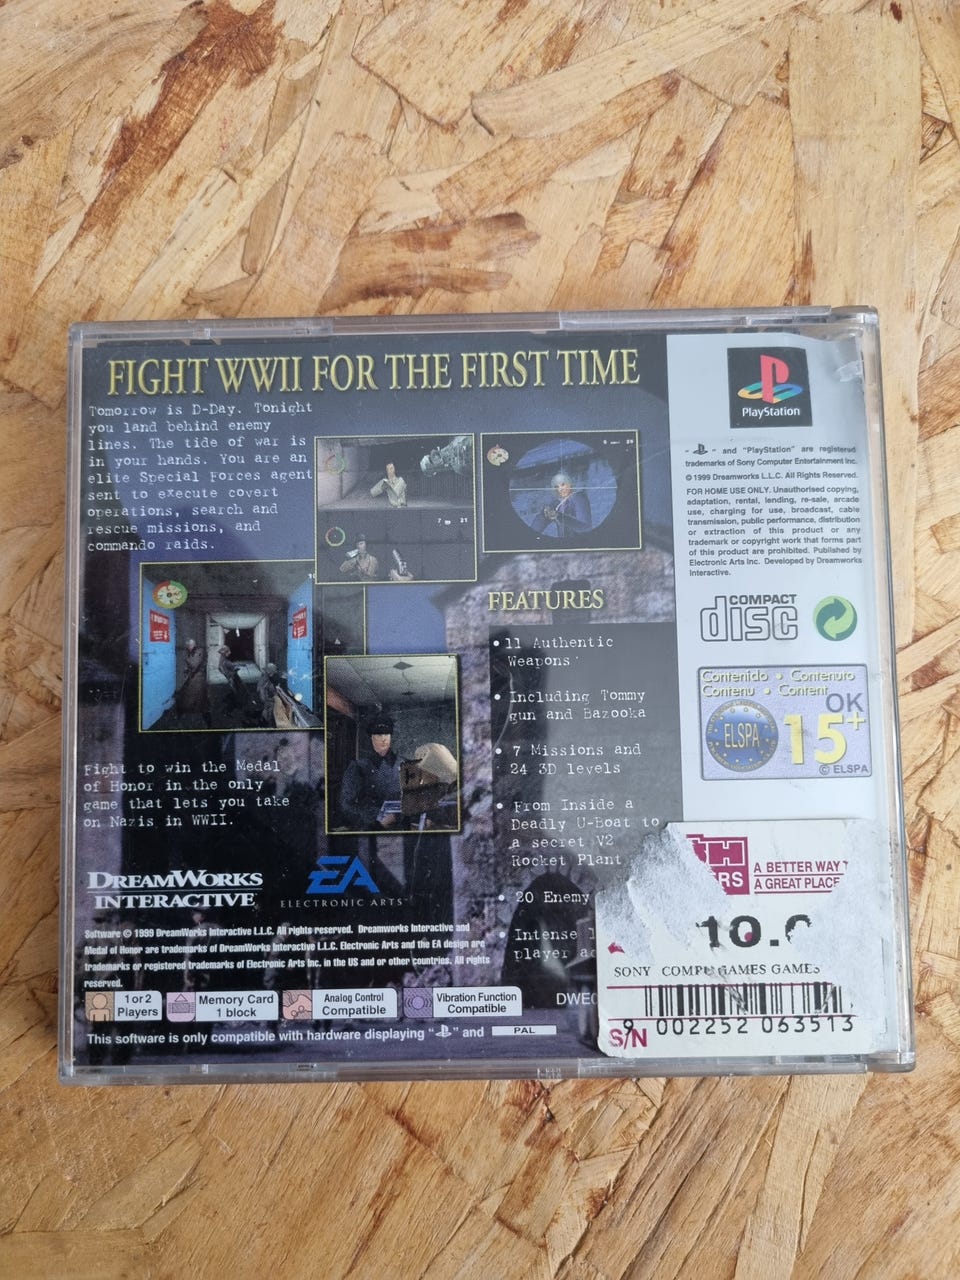 FIGHT WWII FOR THE FIRST TIME
Tomorrow is D-Day. Tonight
you land behind enemy
lines. The tide of war is
in your hands. You are an
elite Special Forces agent
sent to execute covert
operations, search and
rescue missions, and
commando raids.
Fight to win the Medal
of Honor in the only
game that lets you take
on Nazis in WWII.
FEATURES
• 11 Authentic
Weapons
• Including Tommy
gun and Bazooka
• 7 Missions and
24 3D levels
• From Inside a
Deadly U-Boat to
a secret V2
Rocket Plant
• 20 Enemy
• Intense
player
DREAMWORKS
INTERACTIVE
EA
ELECTRONIC ARTS™
Software © 1999 DreamWorks Interactive L.L.C. All rights reserved. Dreamworks Interactive and
Medal of Honor are trademarks of DreamWorks Interactive L.L.C. Electronic Arts and the EA design are
trademarks or registered trademarks of Electronic Arts Inc. in the US and or other countries. All rights
reserved.
1 or 2
Players
Memory Card
1 block
Analog Control
Compatible
Vibration Function
Compatible
This software is only compatible with hardware displaying " " and PAL
PlayStation
" " and "PlayStation" are registered
trademarks of Sony Computer Entertainment Inc.
© 1999 Dreamworks L.L.C. All Rights Reserved.
FOR HOME USE ONLY. Unauthorised copying,
adaptation, rental, lending, re-sale, arcade
use, charging for use, broadcast, cable
transmission, public performance, distribution
or extraction of this product or any
trademark or copyright work that forms part
of this product are prohibited. Published by
Electronic Arts Inc. Developed by Dreamworks
Interactive.
COMPACT
disc
Contenido • Contenuto
Contenu • Content
ELSPA
OK
15+
© ELSPA
A BETTER WAY
A GREAT PLACE
10.
SONY COMPU GAMES GAMES
S/N
9 002252 063513